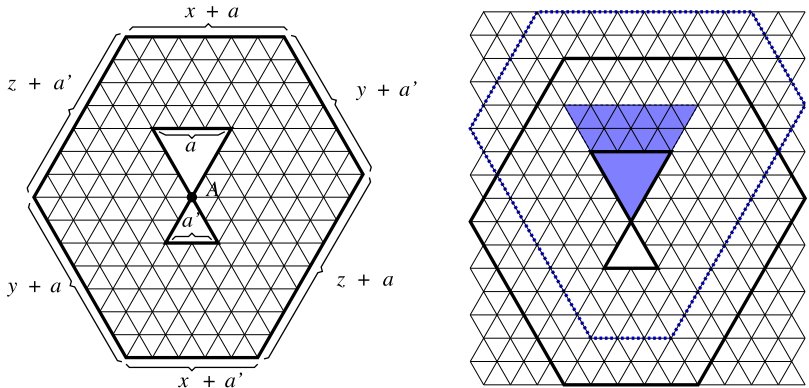 x + a
z + a'
y + a'
a
A
a'
y + a
z + a
x + a'